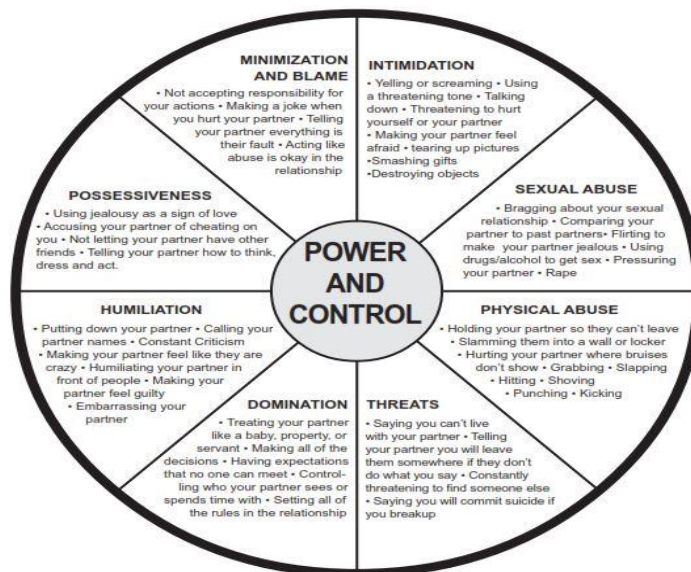 MINIMIZATION
AND BLAME
• Not accepting responsibility for
your actions • Making a joke when
you hurt your partner • Telling
your partner everything is
their fault • Acting like
abuse is okay in the
relationship
INTIMIDATION
• Yelling or screaming • Using
a threatening tone • Talking
down • Threatening to hurt
yourself or your partner
• Making your partner feel
afraid • tearing up pictures
•Smashing gifts
•Destroying objects
POSSESSIVENESS
• Using jealousy as a sign of love
• Accusing your partner of cheating on
you • Not letting your partner have other
friends • Telling your partner how to think,
dress and act.
SEXUAL ABUSE
• Bragging about your sexual
relationship • Comparing your
partner to past partners• Flirting to
make your partner jealous • Using
drugs/alcohol to get sex • Pressuring
your partner • Rape
POWER
AND
CONTROL
HUMILIATION
• Putting down your partner • Calling your
partner names • Constant Criticism
• Making your partner feel like they are
crazy • Humiliating your partner in
front of people • Making your
partner feel guilty
• Embarrassing your
partner
PHYSICAL ABUSE
• Holding your partner so they can't leave
• Slamming them into a wall or locker
• Hurting your partner where bruises
don't show • Grabbing • Slapping
• Hitting • Shoving
• Punching • Kicking
DOMINATION
• Treating your partner
like a baby, property, or
servant • Making all of the
decisions • Having expectations
that no one can meet • Control-
ling who your partner sees or
spends time with • Setting all of
the rules in the relationship
THREATS
• Saying you can't live
with your partner • Telling
your partner you will leave
them somewhere if they don't
do what you say • Constantly
threatening to find someone else
• Saying you will commit suicide if
you breakup